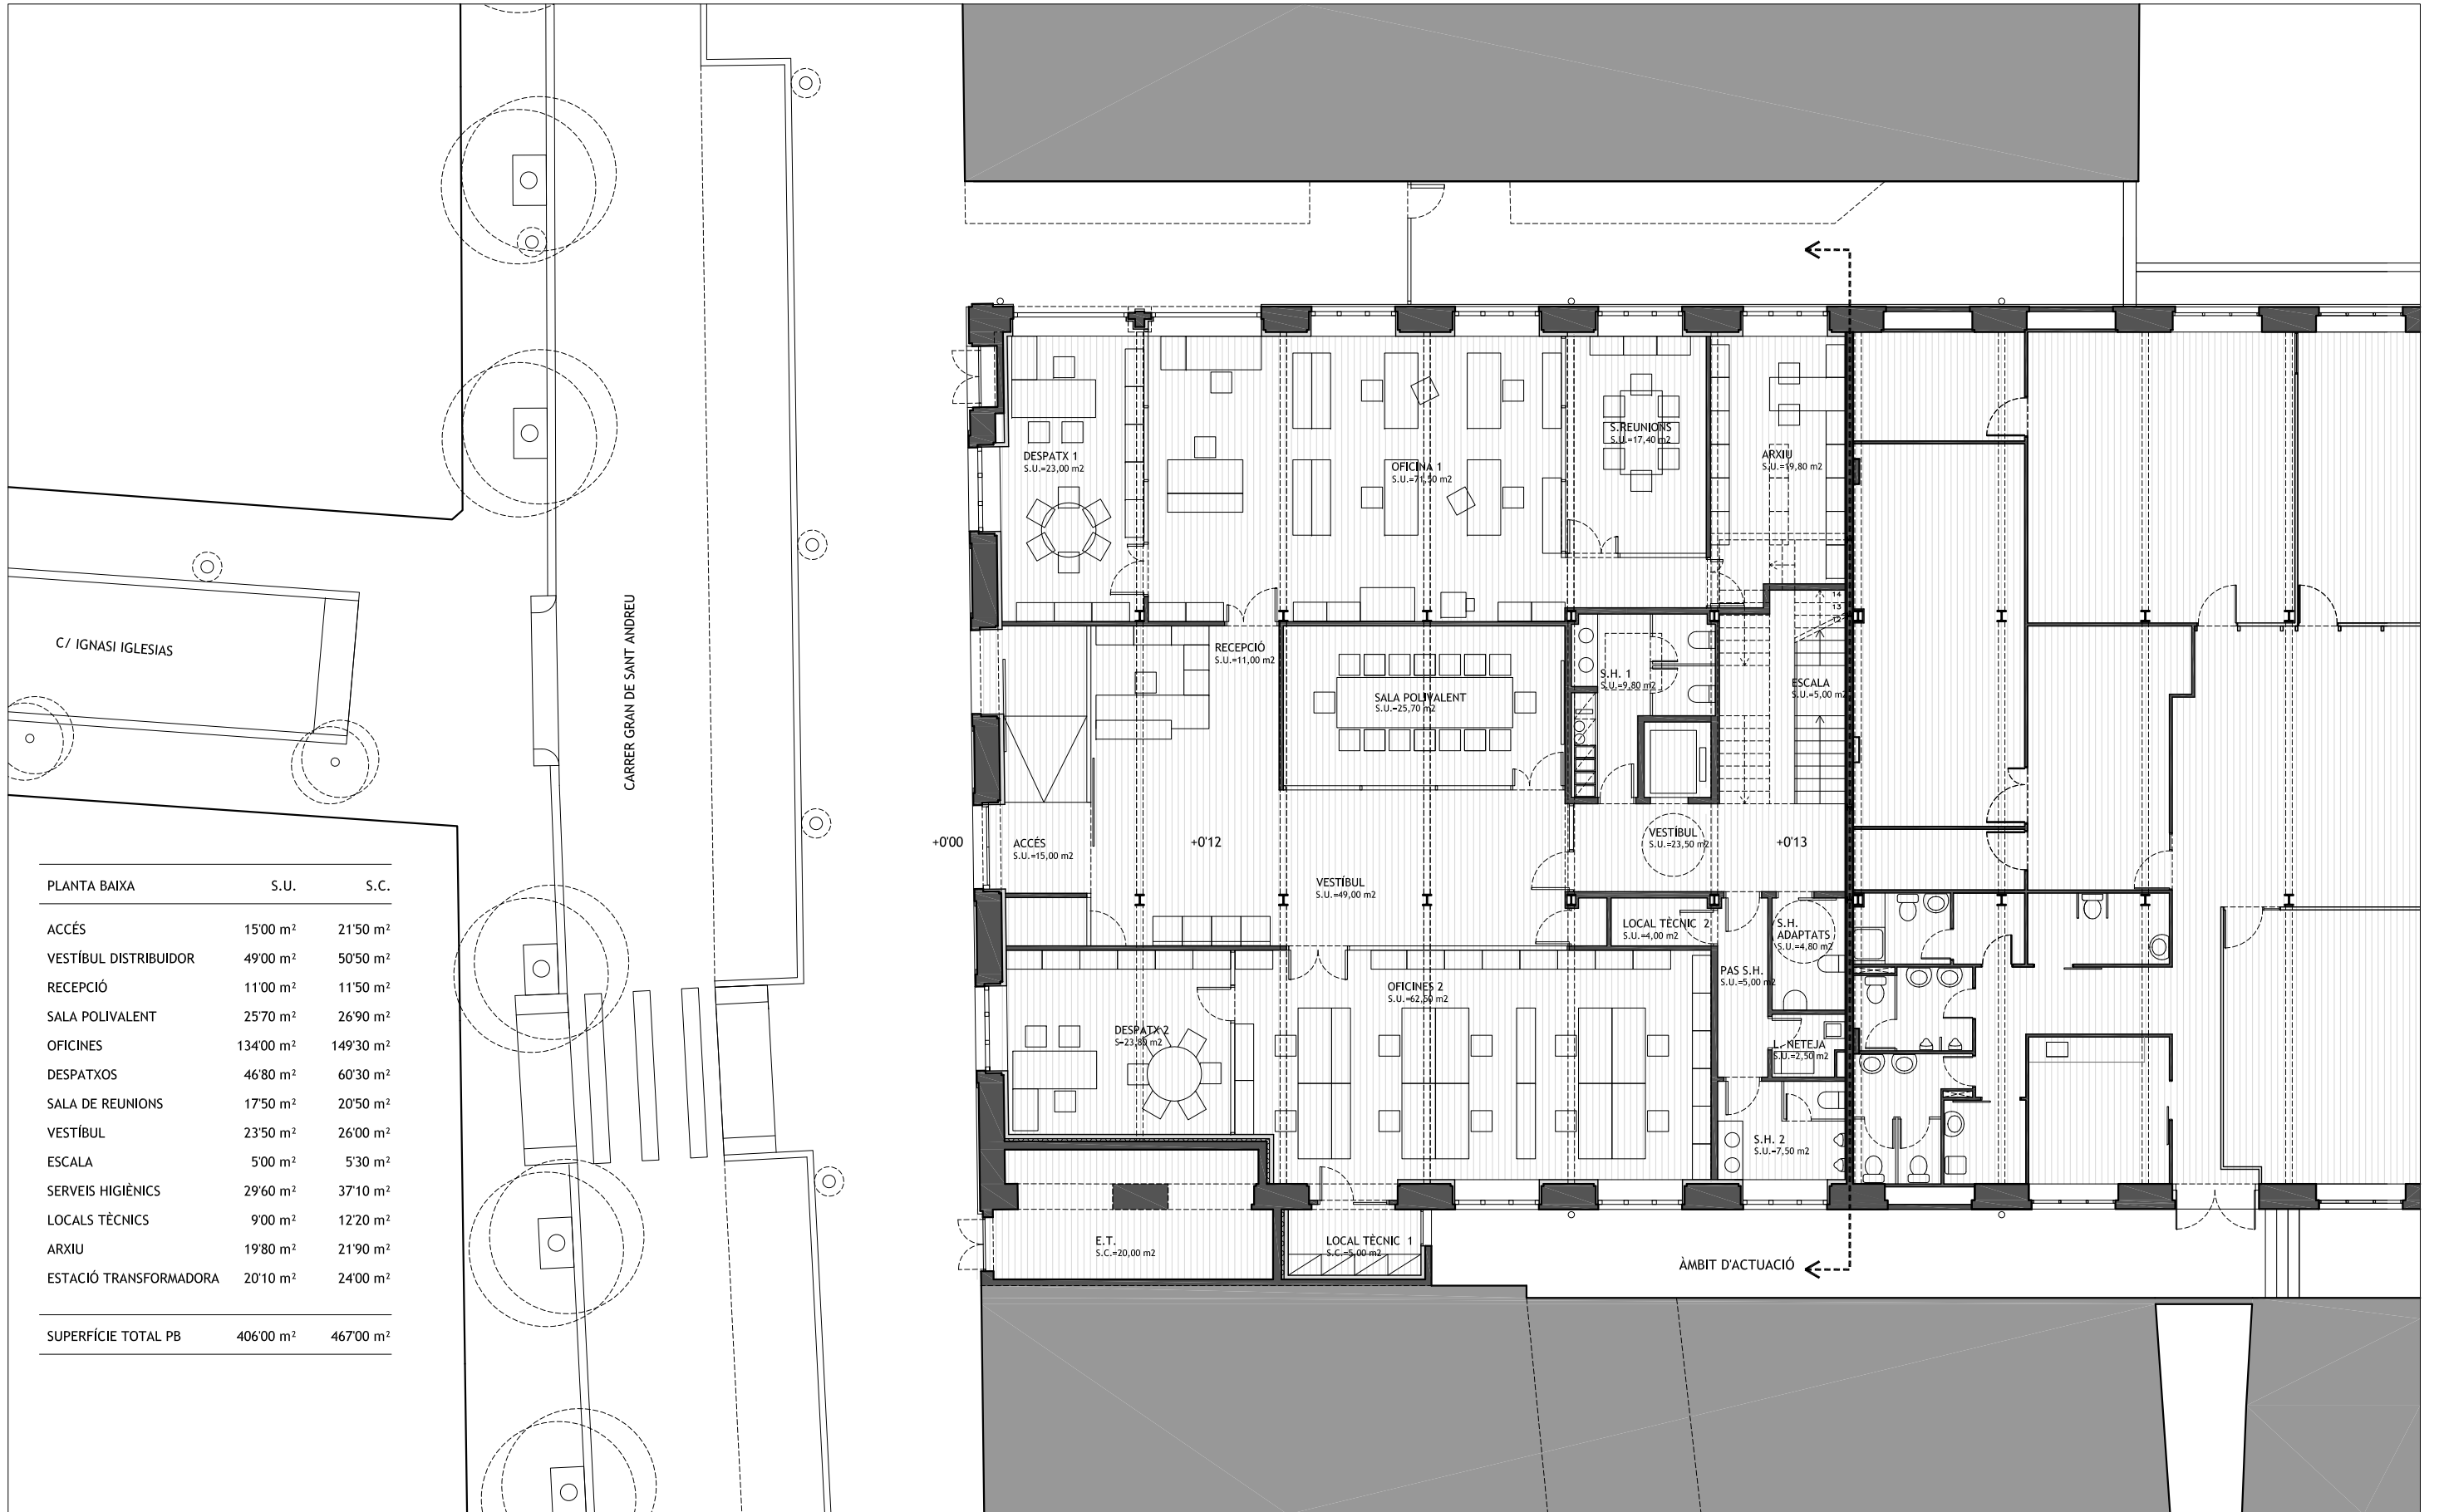 C/ IGNASI IGLESIAS
CARRER GRAN DE SANT ANDREU
PLANTA BAIXA S.U. S.C.
ACCÉS 15'00 m² 21'50 m²
VESTÍBUL DISTRIBUIDOR 49'00 m² 50'50 m²
RECEPCIÓ 11'00 m² 11'50 m²
SALA POLIVALENT 25'70 m² 26'90 m²
OFICINES 134'00 m² 149'30 m²
DESPATXOS 46'80 m² 60'30 m²
SALA DE REUNIONS 17'50 m² 20'50 m²
VESTÍBUL 23'50 m² 26'00 m²
ESCALA 5'00 m² 5'30 m²
SERVEIS HIGIÈNICS 29'60 m² 37'10 m²
LOCALS TÈCNICS 9'00 m² 12'20 m²
ARXIU 19'80 m² 21'90 m²
ESTACIÓ TRANSFORMADORA 20'10 m² 24'00 m²
SUPERFÍCIE TOTAL PB 406'00 m² 467'00 m²
DESPATX 1
S.U.=23,00 m2
OFICINA 1
S.U.=71,50 m2
S.REUNIONS
S.U.=17,40 m2
ARXIU
S.U.=19,80 m2
14
13
RECEPCIÓ
S.U.=11,00 m2
SALA POLIVALENT
S.U.=25,70 m2
S.H. 1
S.U.=9,80 m2
ESCALA
S.U.=5,00 m2
+0'00
ACCÉS
S.U.=15,00 m2
+0'12
VESTÍBUL
S.U.=23,50 m2
+0'13
VESTÍBUL
S.U.=49,00 m2
LOCAL TÈCNIC 2
S.U.=4,00 m2
S.H.
ADAPTATS
S.U.=4,80 m2
PAS S.H.
S.U.=5,00 m2
OFICINES 2
S.U.=62,50 m2
DESPATX 2
S=23,80 m2
L. NETEJA
S.U.=2,50 m2
S.H. 2
S.U.=7,50 m2
E.T.
S.C.=20,00 m2
LOCAL TÈCNIC 1
S.C.=5,00 m2
ÀMBIT D'ACTUACIÓ